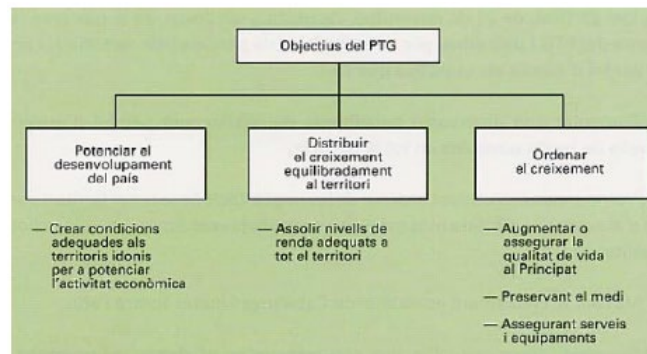 Objectius del PTG
Potenciar el
desenvolupament
del país
Distribuir
el creixement
equilibradament
al territori
Ordenar
el creixement
— Crear condicions
adequades als
territoris idonis
per a potenciar
l'activitat econòmica
— Assolir nivells de
renda adequats a
tot el territori
— Augmentar o
assegurar la
qualitat de vida
al Principat
— Preservant el medi
— Assegurant serveis
i equipaments